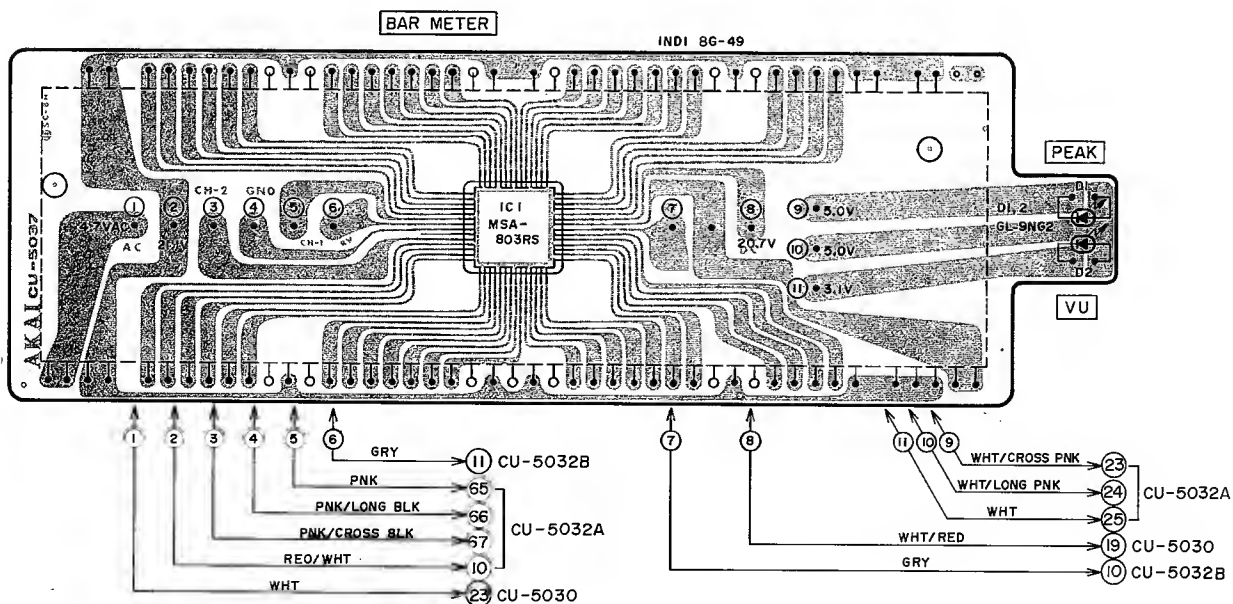 BAR METER
INDI 8G-49
PEAK
VU
AKAI CU-5037
CH-2 GND
1 2 3 4 5 6 7 8
4.7VAC
AC
CH-1
IC1
MSA-
803RS
20.7V
DC
9 5.0V
10 5.0V
11 3.1V
D1
D1,2
GL-9NG2
D2
1 2 3 4 5 6 7 8 11 10 9
GRY 11 CU-5032B
PNK 65
PNK/LONG BLK 66
PNK/CROSS BLK 67
CU-5032A
REO/WHT 10
WHT 23 CU-5030
WHT/CROSS PNK 23
WHT/LONG PNK 24
CU-5032A
WHT 25
WHT/RED 19 CU-5030
GRY 10 CU-5032B